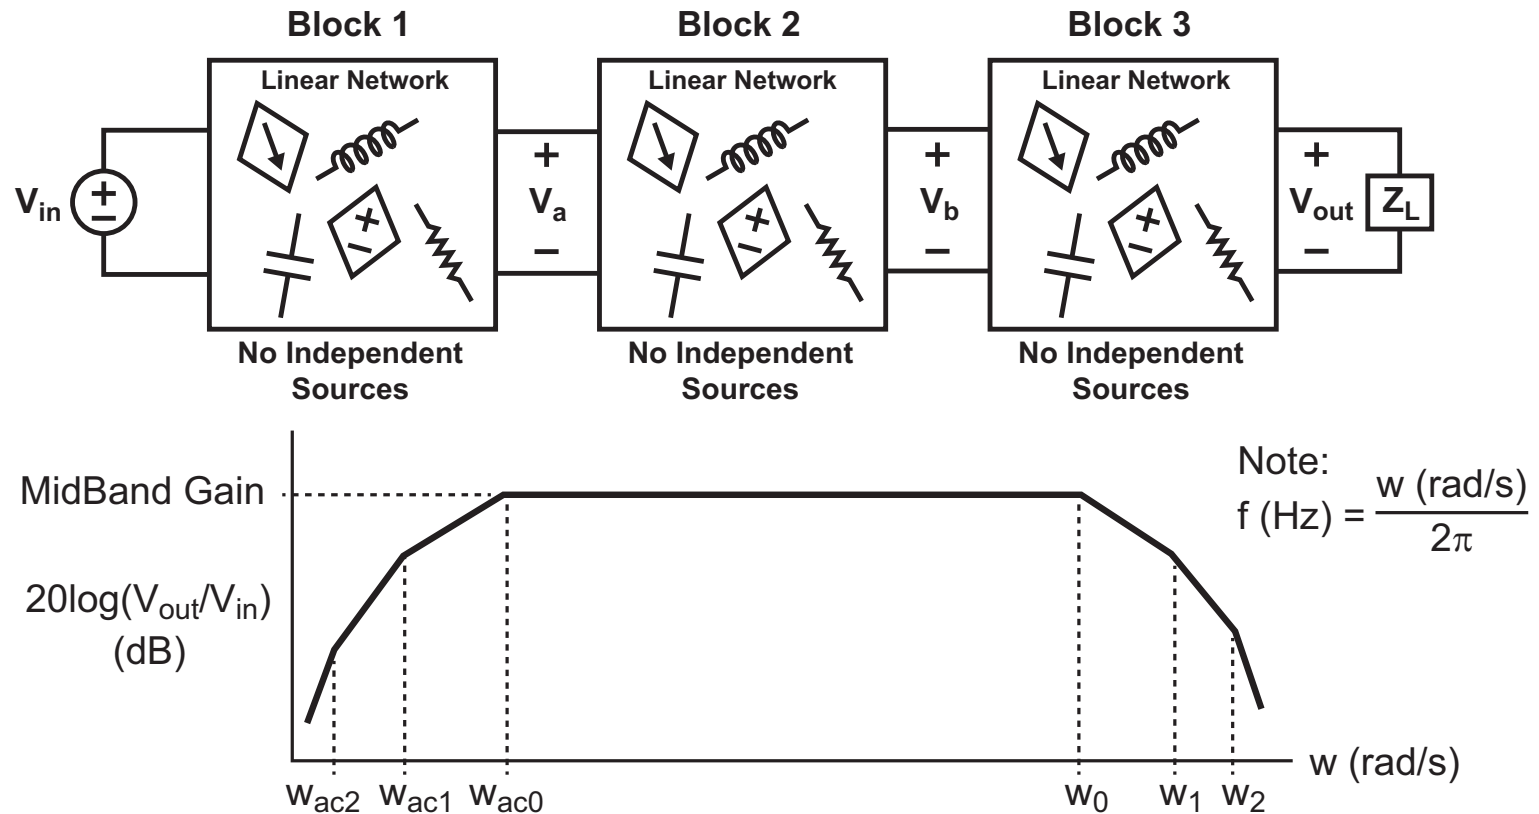 Block 1
Block 2
Block 3
Linear Network
Linear Network
Linear Network
V_in
+
−
+
V_a
−
+
V_b
−
+
V_out
−
Z_L
No Independent
Sources
No Independent
Sources
No Independent
Sources
MidBand Gain
20log(V_out/V_in)
(dB)
Note:
f (Hz) = w (rad/s)
2π
w (rad/s)
w_ac2 w_ac1 w_ac0 w_0 w_1 w_2